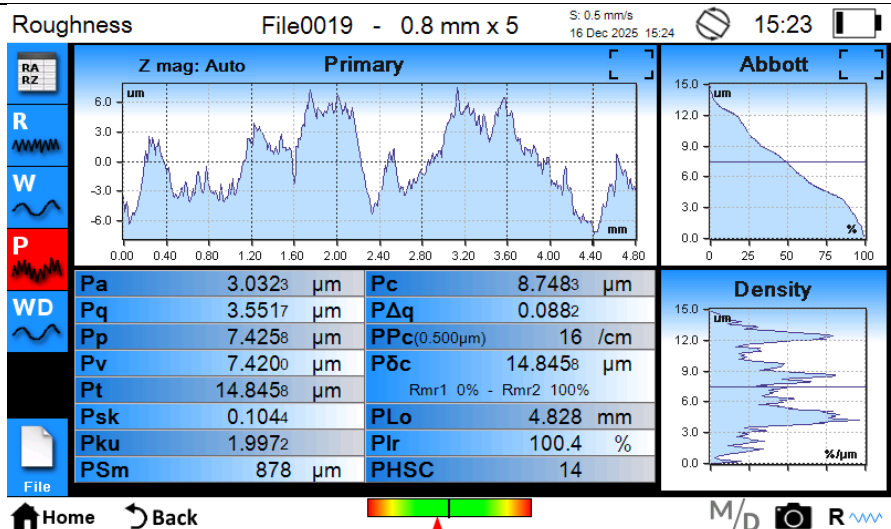 Roughness File0019 - 0.8 mm x 5 S: 0.5 mm/s 15:23
16 Dec 2025 15:24
RA
RZ
R
W
P
WD
File
Z mag: Auto Primary
um
6.0
3.0
0.0
-3.0
-6.0
mm
0.00 0.40 0.80 1.20 1.60 2.00 2.40 2.80 3.20 3.60 4.00 4.40 4.80
Abbott
15.0 um
12.0
9.0
6.0
3.0
0.0 %
0 25 50 75 100
Pa 3.0323 µm Pc 8.7483 µm
Pq 3.5517 µm PΔq 0.0882
Pp 7.4258 µm PPc(0.500µm) 16 /cm
Pv 7.4200 µm Pδc 14.8458 µm
Pt 14.8458 µm Rmr1 0% - Rmr2 100%
Psk 0.1044 PLo 4.828 mm
Pku 1.9972 Plr 100.4 %
PSm 878 µm PHSC 14
Density
15.0 um
12.0
9.0
6.0
3.0
0.0 %/µm
Home Back M/D R